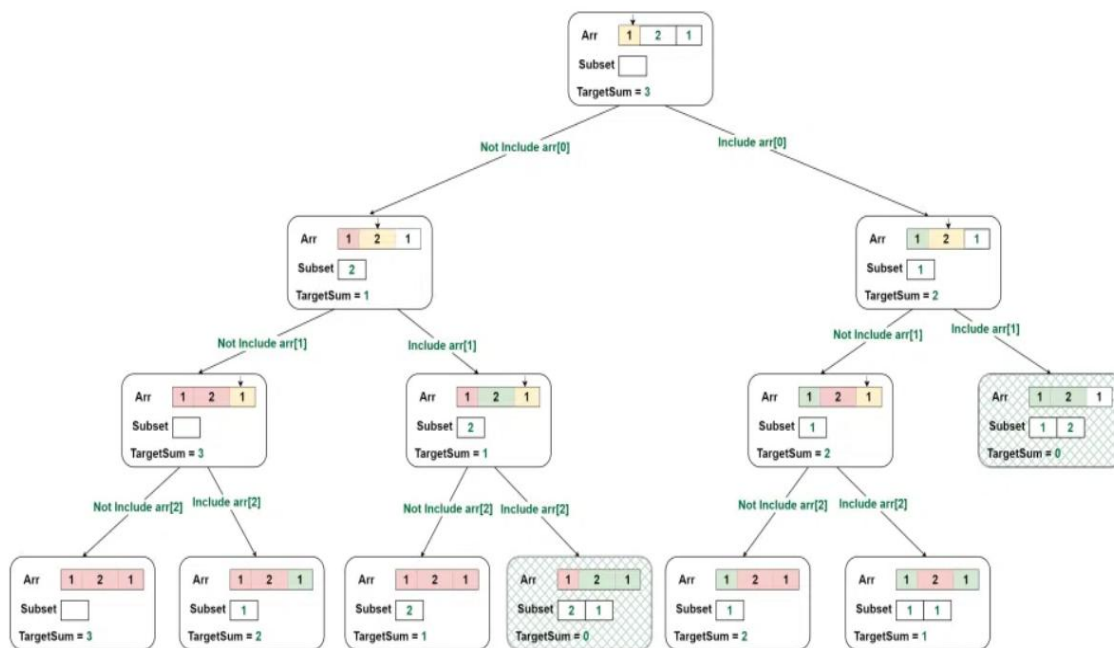 Arr 1 2 1
Subset
TargetSum = 3
Not Include arr[0]
Include arr[0]
Arr 1 2 1
Subset 2
TargetSum = 1
Arr 1 2 1
Subset 1
TargetSum = 2
Not Include arr[1]
Include arr[1]
Not Include arr[1]
Include arr[1]
Arr 1 2 1
Subset
TargetSum = 3
Arr 1 2 1
Subset 2
TargetSum = 1
Arr 1 2 1
Subset 1
TargetSum = 2
Arr 1 2 1
Subset 1 2
TargetSum = 0
Not Include arr[2]
Include arr[2]
Not Include arr[2]
Include arr[2]
Not Include arr[2]
Include arr[2]
Arr 1 2 1
Subset
TargetSum = 3
Arr 1 2 1
Subset 1
TargetSum = 2
Arr 1 2 1
Subset 2
TargetSum = 1
Arr 1 2 1
Subset 2 1
TargetSum = 0
Arr 1 2 1
Subset 1
TargetSum = 2
Arr 1 2 1
Subset 1 1
TargetSum = 1